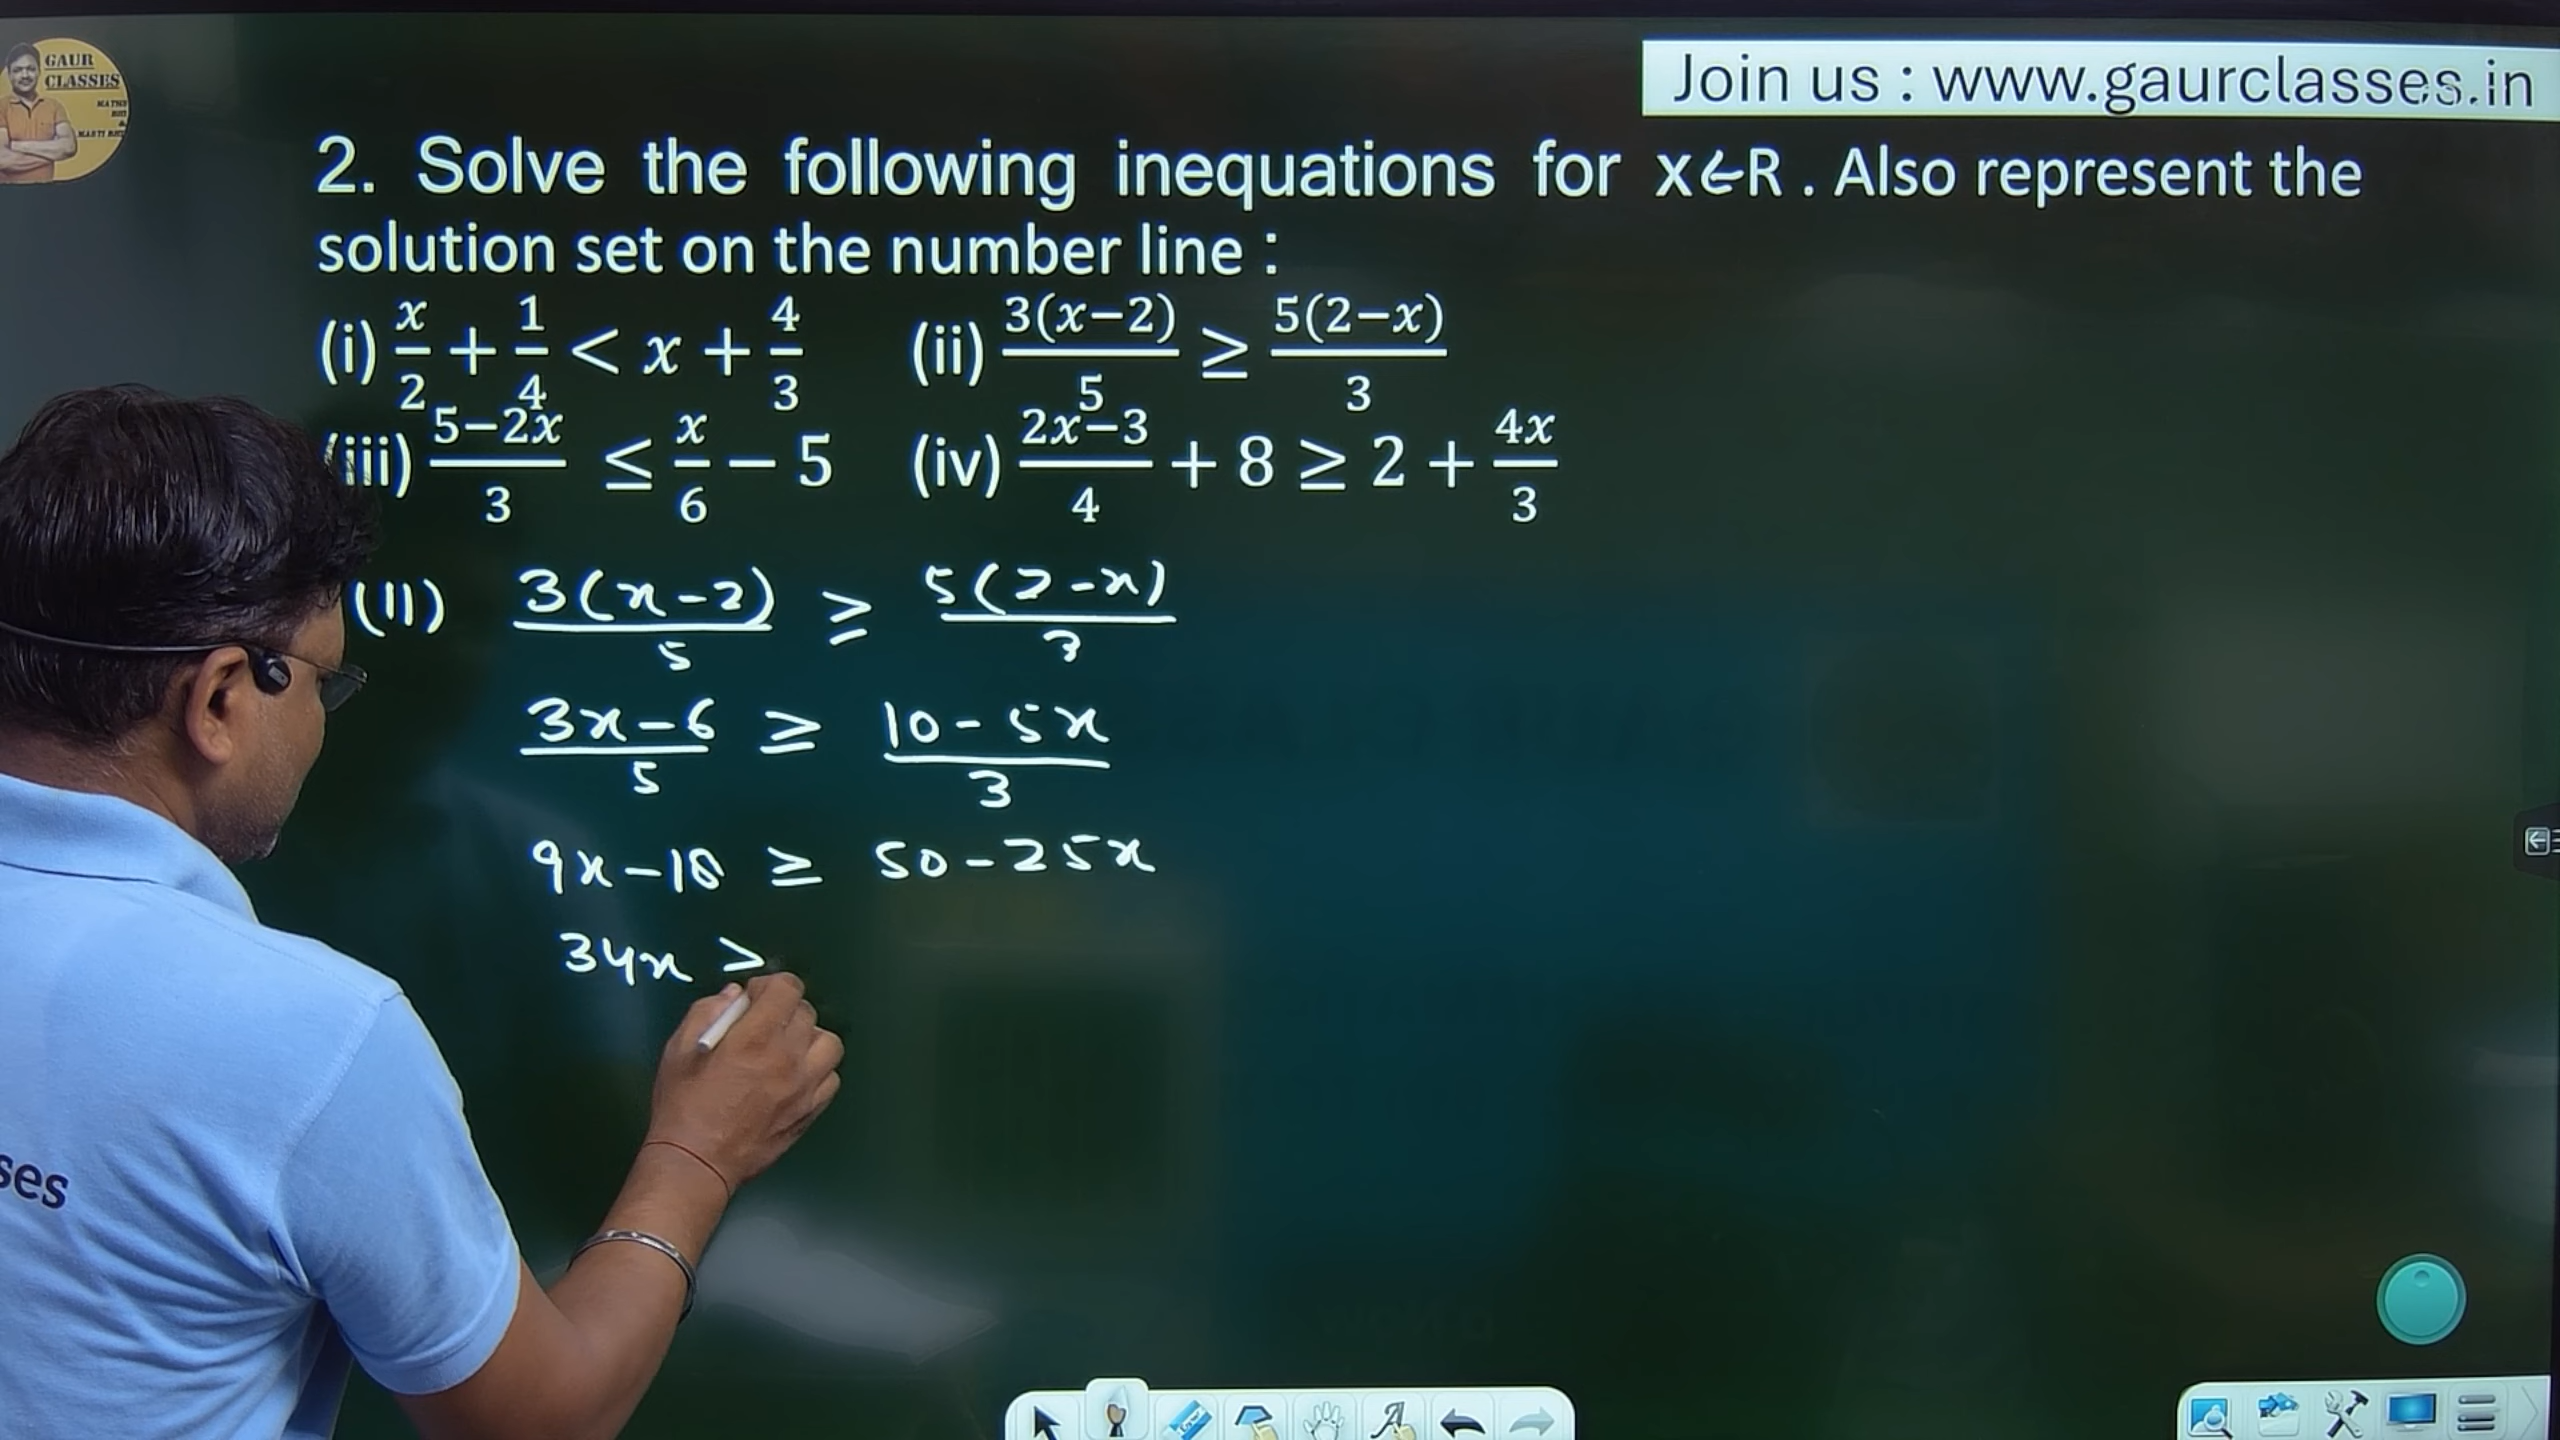 GAUR
CLASSES
Join us : www.gaurclasses.in
2. Solve the following inequations for x∈R . Also represent the
solution set on the number line :
(i) x/2 + 1/4 < x + 4/3 (ii) 3(x−2)/5 ≥ 5(2−x)/3
(iii) 5−2x/3 ≤ x/6 − 5 (iv) 2x−3/4 + 8 ≥ 2 + 4x/3
(II) 3(x-2)/5 ≥ 5(2-x)/3
3x-6/5 ≥ 10-5x/3
9x-18 ≥ 50-25x
34x >
ses